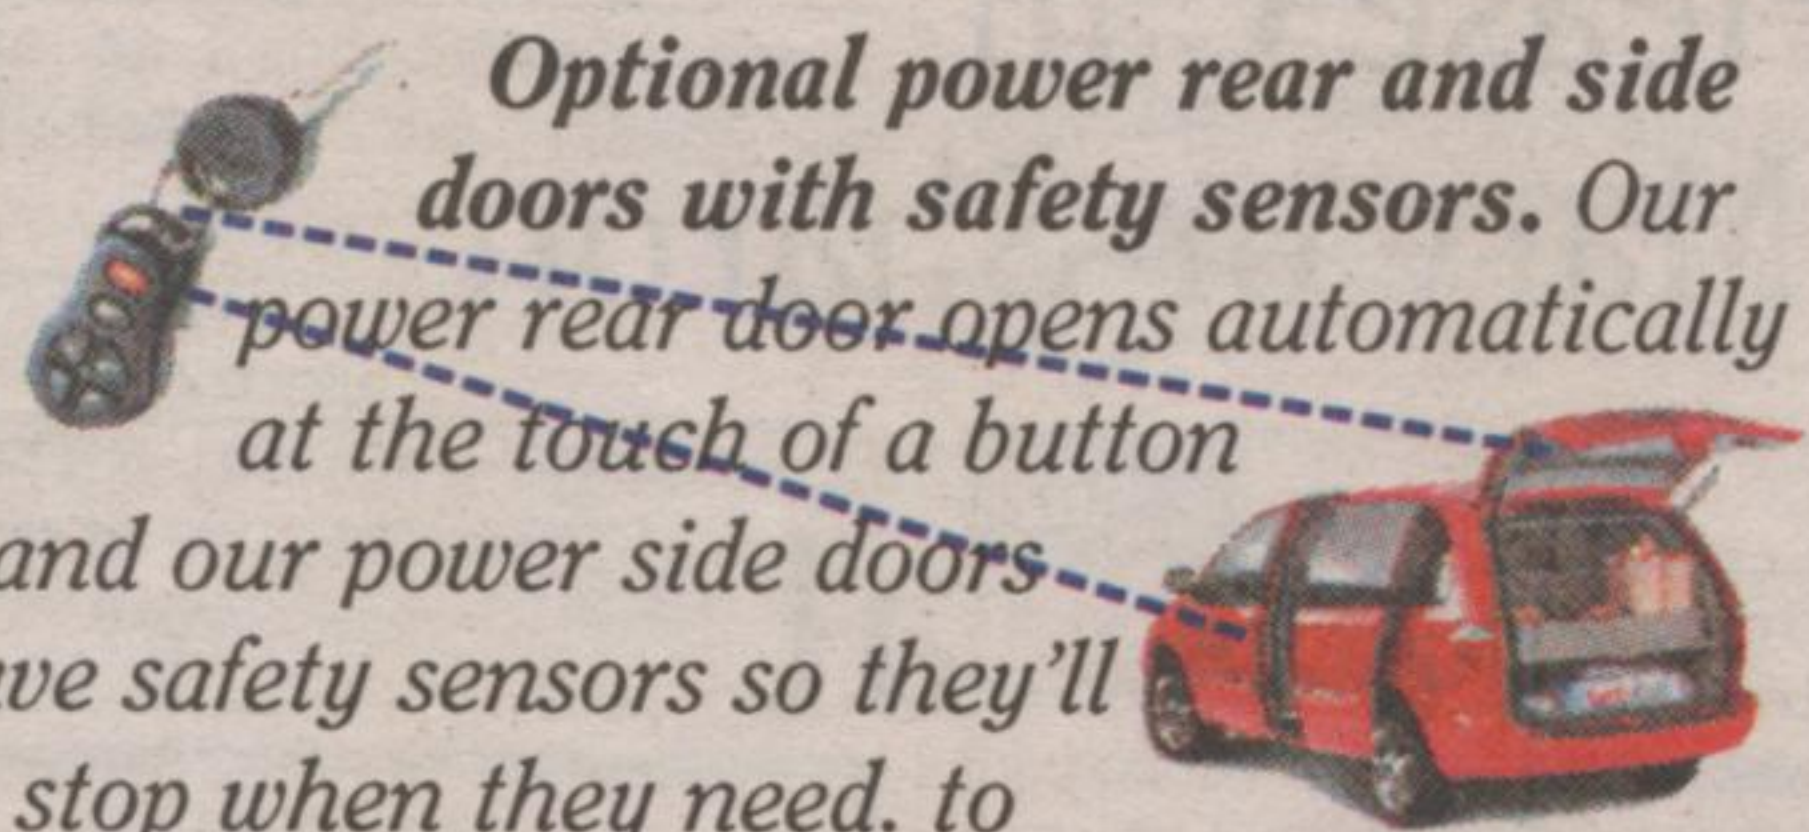 Optional power rear and side
doors with safety sensors. Our
power rear door opens automatically
at the touch of a button
and our power side doors
safety sensors so they'll
stop when they need. to